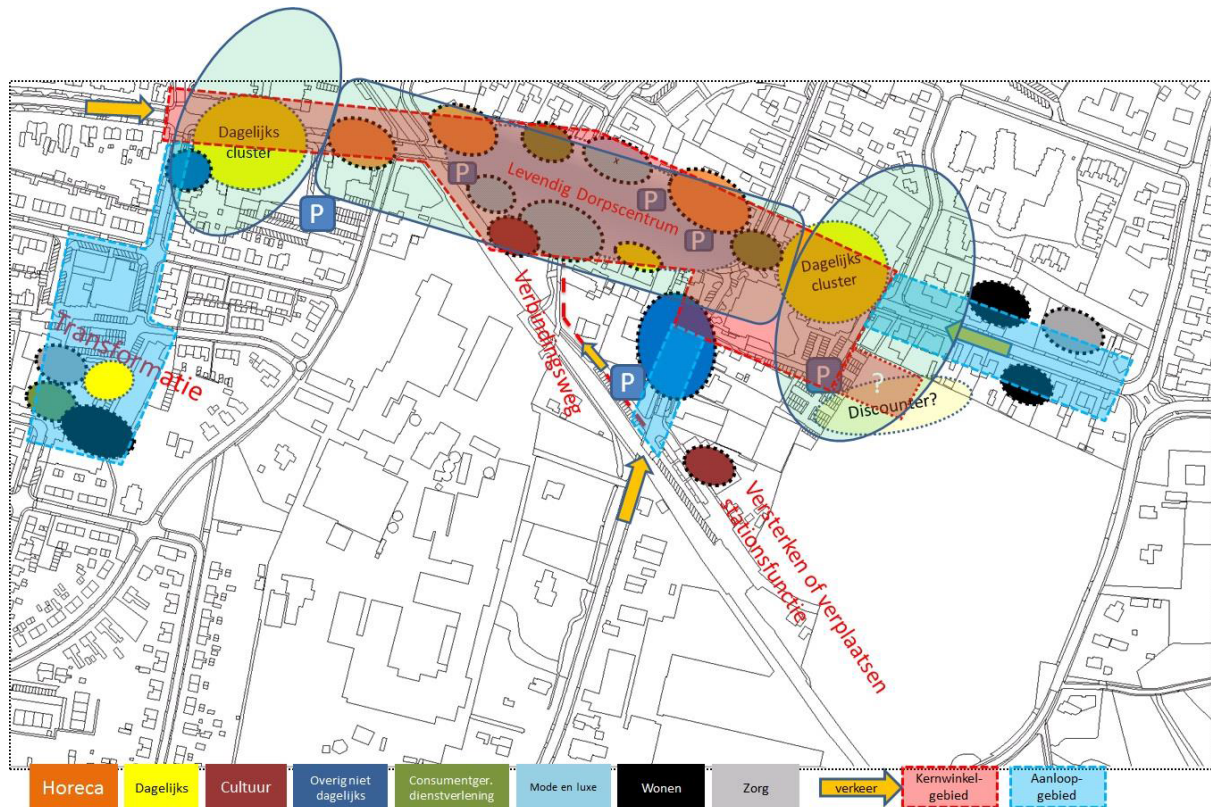 Dagelijks
cluster
P
Levendig Dorpscentrum
P
P
P
Dagelijks
cluster
Transformatie
Verbindingsweg
P
P
?
Discounter?
Versterken of verplaatsen
stationsfunctie
Horeca
Dagelijks
Cultuur
Overig niet
dagelijks
Consumentger.
dienstverlening
Mode en luxe
Wonen
Zorg
verkeer
Kernwinkel-
gebied
Aanloop-
gebied